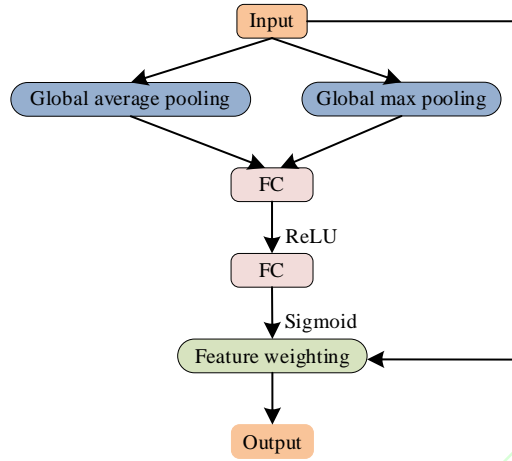 Input
Global average pooling
Global max pooling
FC
ReLU
FC
Sigmoid
Feature weighting
Output